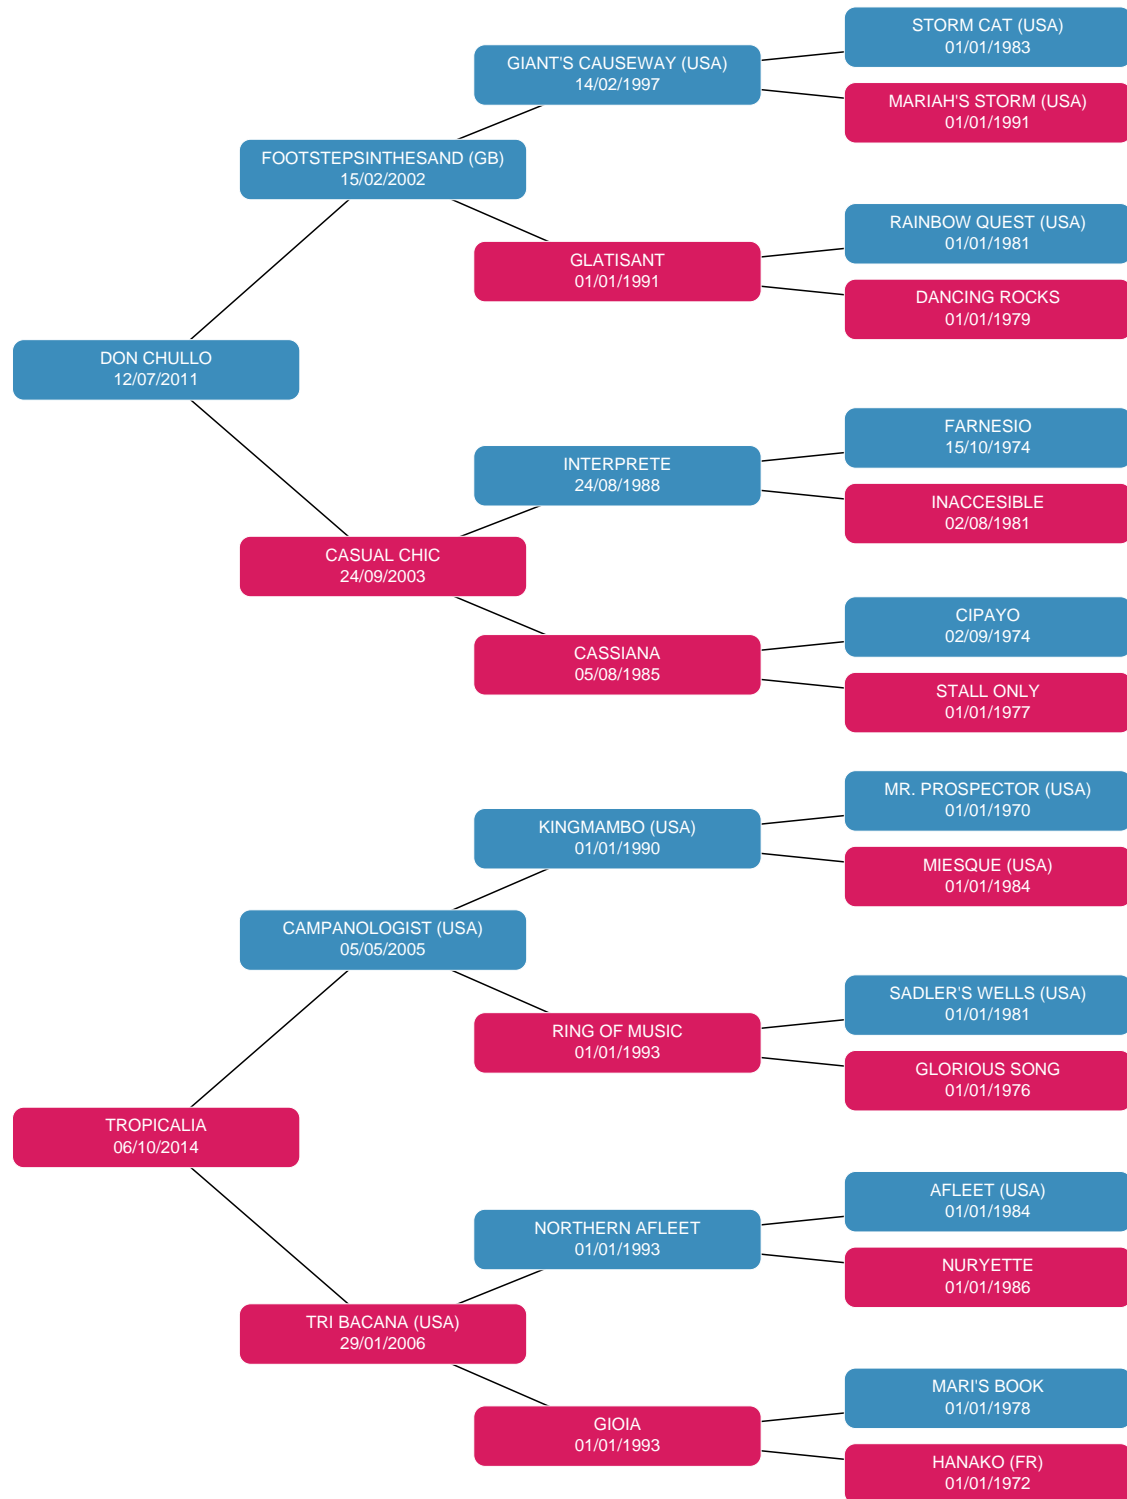 STORM CAT (USA)
01/01/1983
GIANT'S CAUSEWAY (USA)
14/02/1997
MARIAH'S STORM (USA)
01/01/1991
FOOTSTEPSINTHESAND (GB)
15/02/2002
RAINBOW QUEST (USA)
01/01/1981
GLATISANT
01/01/1991
DANCING ROCKS
01/01/1979
DON CHULLO
12/07/2011
FARNESIO
15/10/1974
INTERPRETE
24/08/1988
INACCESIBLE
02/08/1981
CASUAL CHIC
24/09/2003
CIPAYO
02/09/1974
CASSIANA
05/08/1985
STALL ONLY
01/01/1977
MR. PROSPECTOR (USA)
01/01/1970
KINGMAMBO (USA)
01/01/1990
MIESQUE (USA)
01/01/1984
CAMPANOLOGIST (USA)
05/05/2005
SADLER'S WELLS (USA)
01/01/1981
RING OF MUSIC
01/01/1993
GLORIOUS SONG
01/01/1976
TROPICALIA
06/10/2014
AFLEET (USA)
01/01/1984
NORTHERN AFLEET
01/01/1993
NURYETTE
01/01/1986
TRI BACANA (USA)
29/01/2006
MARI'S BOOK
01/01/1978
GIOIA
01/01/1993
HANAKO (FR)
01/01/1972